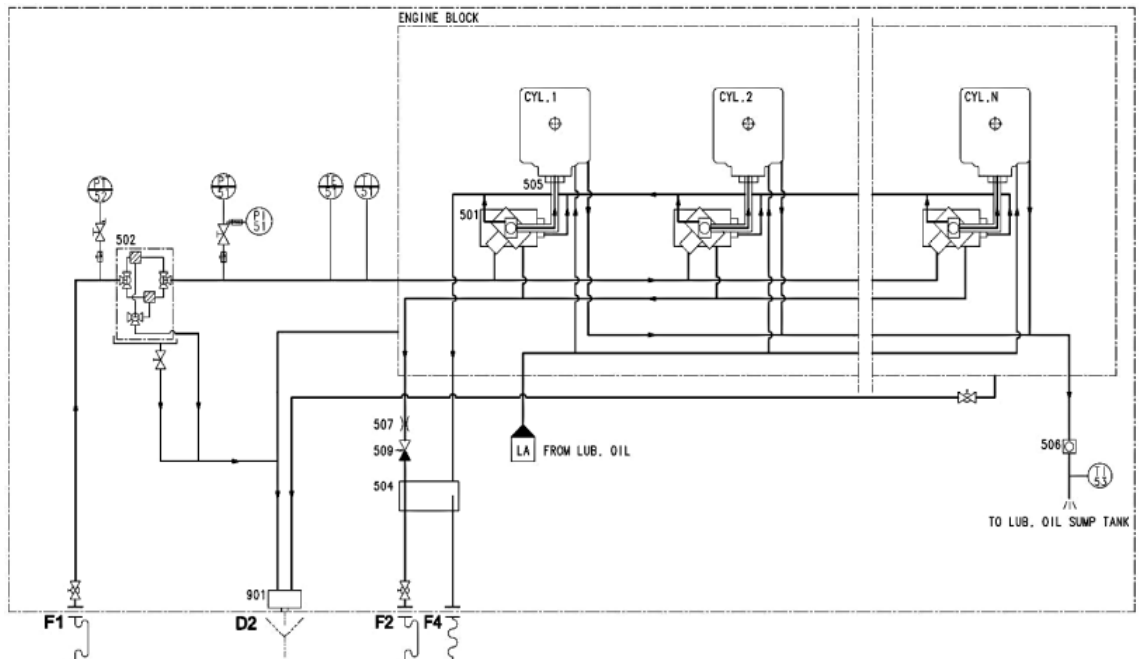 ENGINE BLOCK
CYL.1
CYL.2
CYL.N
PT
52
PT
51
PI
51
TE
51
TI
51
505
501
502
507
509
504
LA
FROM LUB. OIL
506
TI
53
TO LUB. OIL SUMP TANK
901
F1
D2
F2
F4